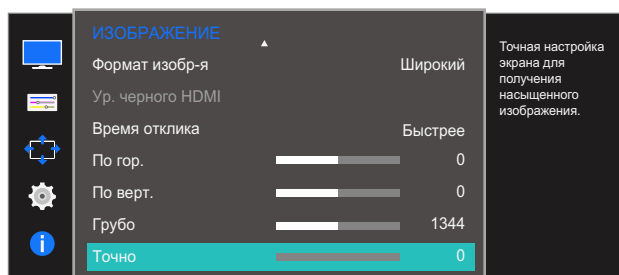 ИЗОБРАЖЕНИЕ
Формат изобр-я Широкий
Ур. черного HDMI
Время отклика Быстрее
По гор. 0
По верт. 0
Грубо 1344
Точно 0
Точная настройка
экрана для
получения
насыщенного
изображения.